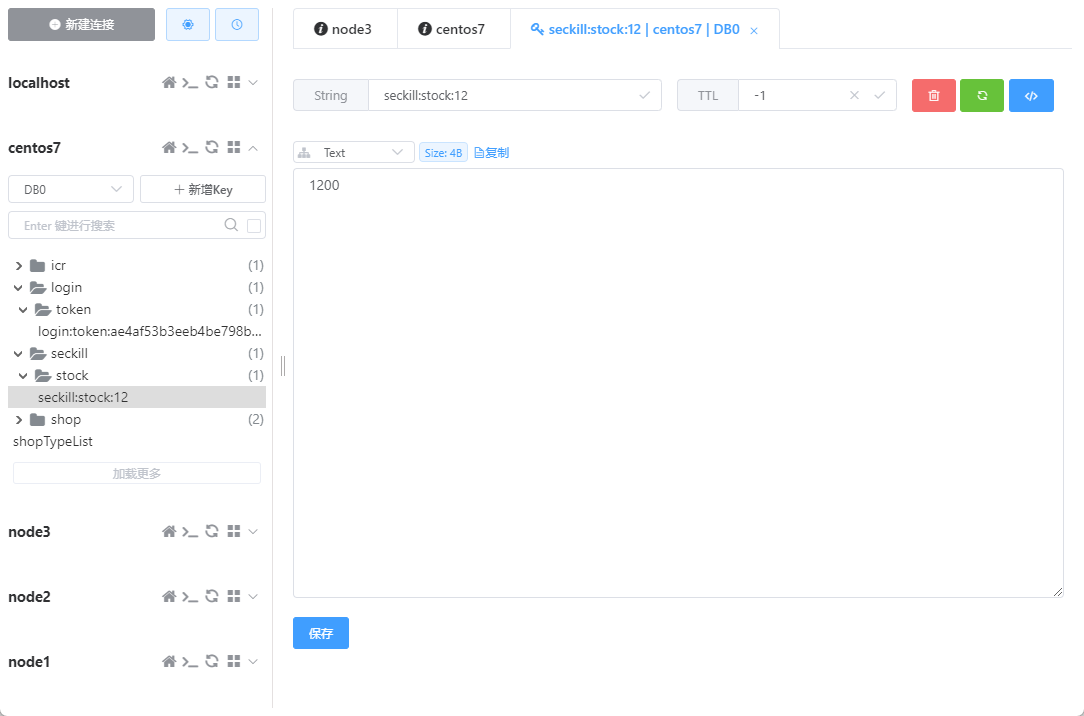 新建连接
localhost
centos7
DB0
新增Key
Enter 键进行搜索
icr (1)
login (1)
token (1)
login:token:ae4af53b3eeb4be798b...
seckill (1)
stock (1)
seckill:stock:12
shop (2)
shopTypeList
加载更多
node3
node2
node1
node3
centos7
seckill:stock:12 | centos7 | DB0
String seckill:stock:12
TTL -1
Text
Size: 4B
复制
1200
保存